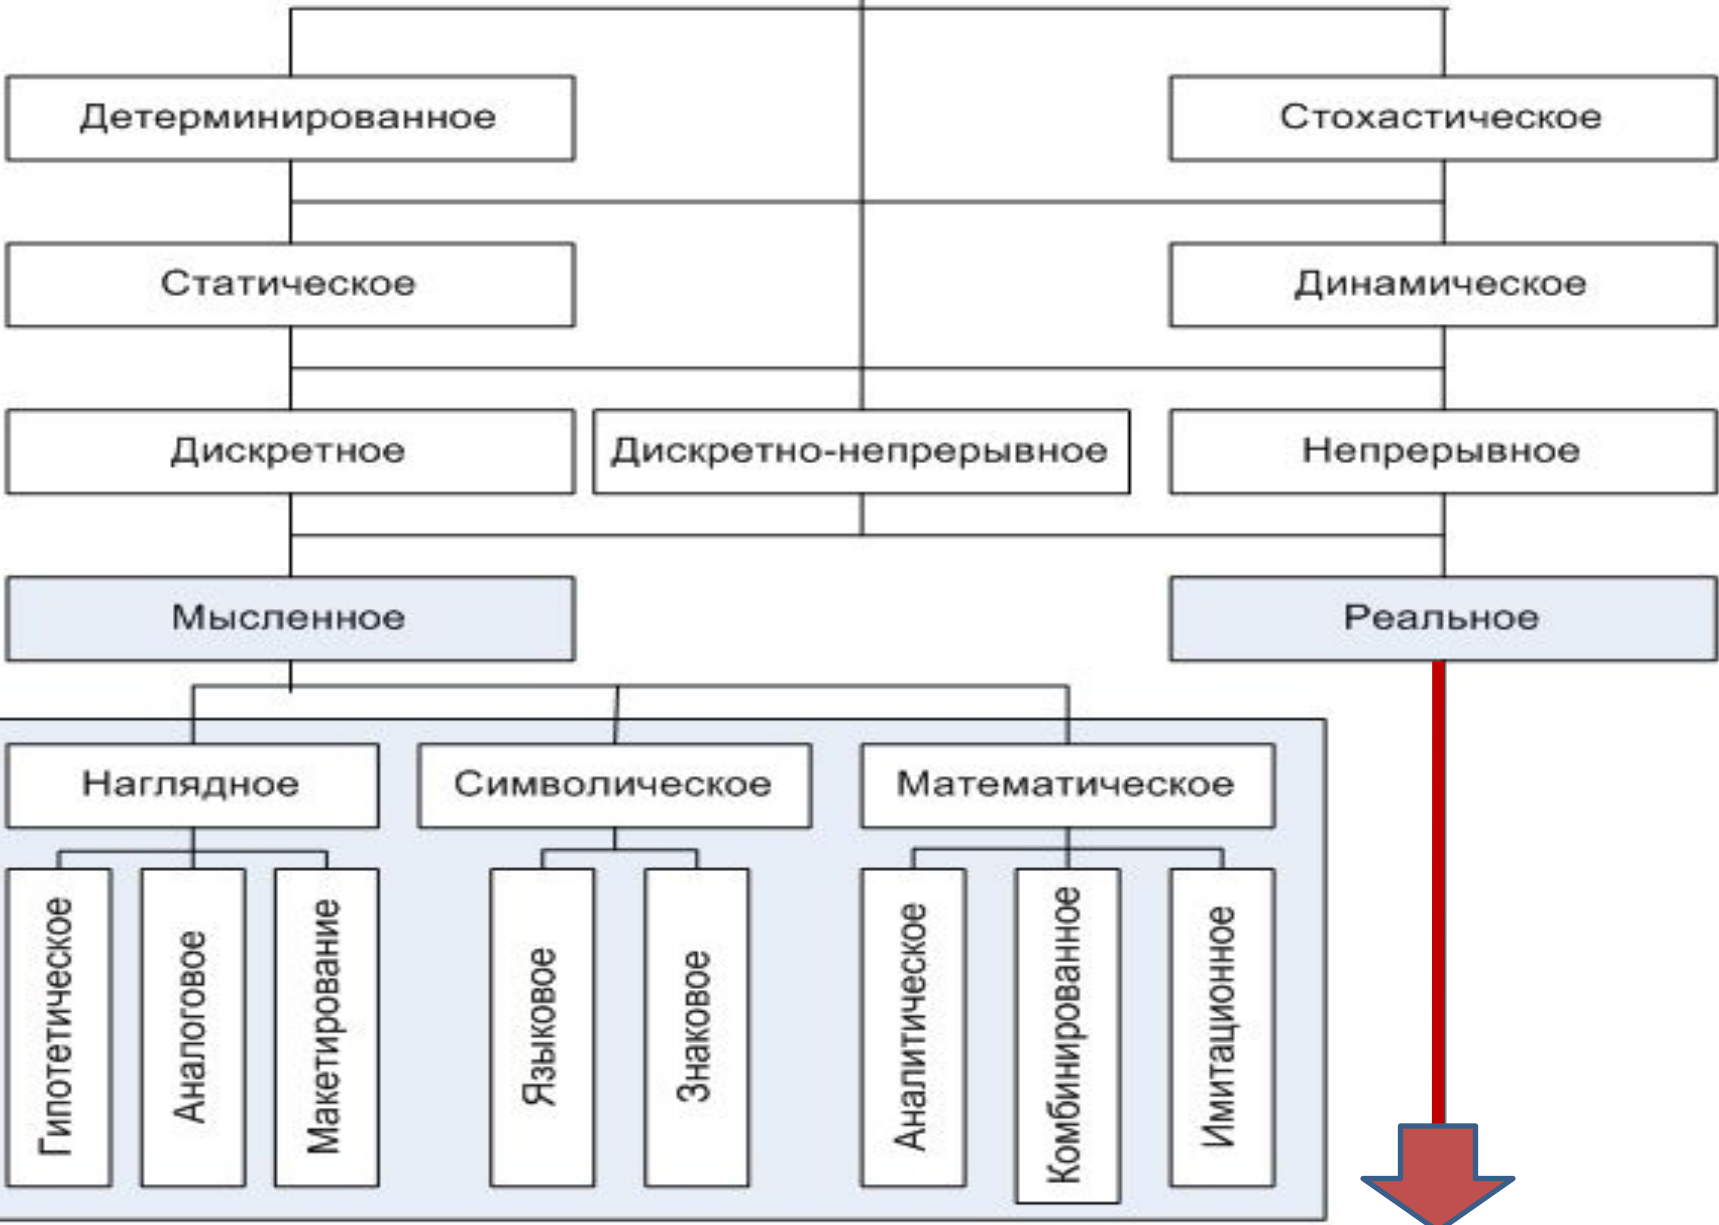 Детерминированное
Стохастическое
Статическое
Динамическое
Дискретное
Дискретно-непрерывное
Непрерывное
Мысленное
Реальное
Наглядное
Символическое
Математическое
Гипотетическое
Аналоговое
Макетирование
Языковое
Знаковое
Аналитическое
Комбинированное
Имитационное